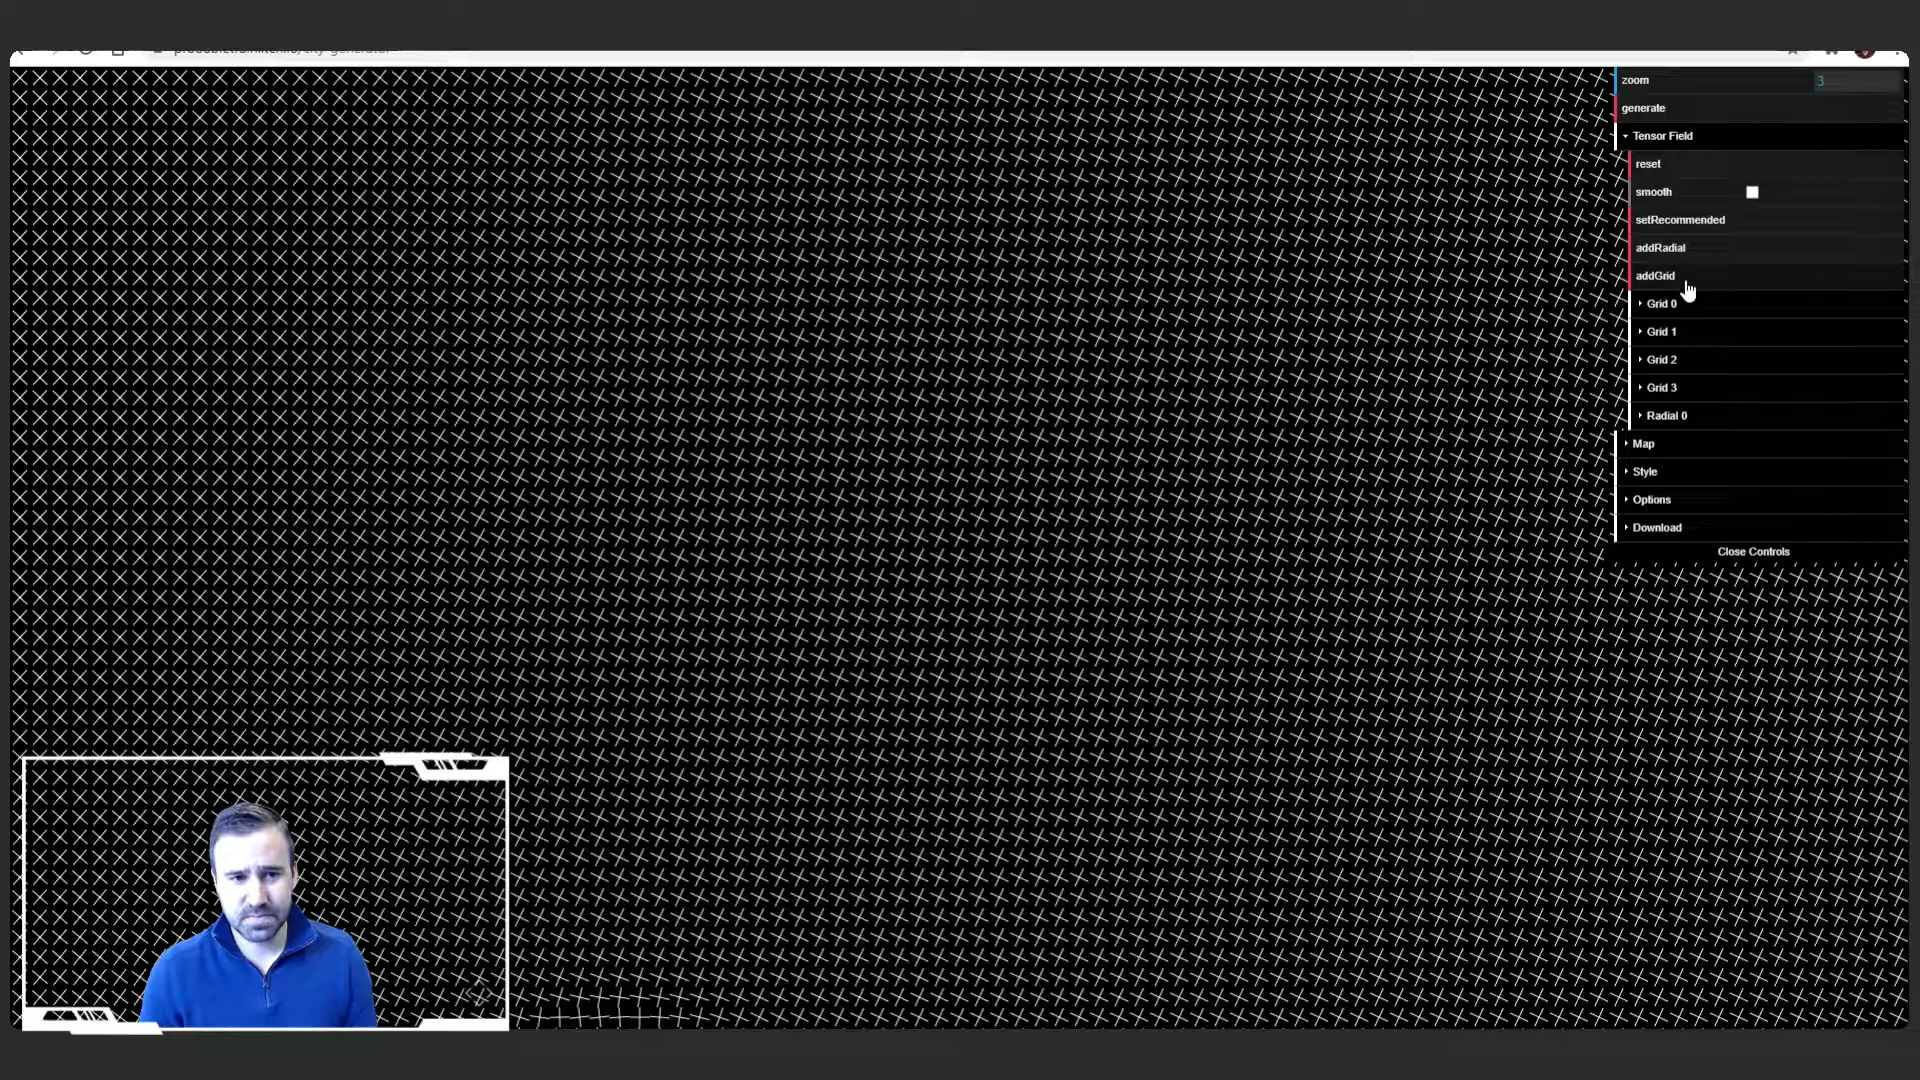 zoom 3
generate
Tensor Field
reset
smooth
setRecommended
addRadial
addGrid
Grid 0
Grid 1
Grid 2
Grid 3
Radial 0
Map
Style
Options
Download
Close Controls